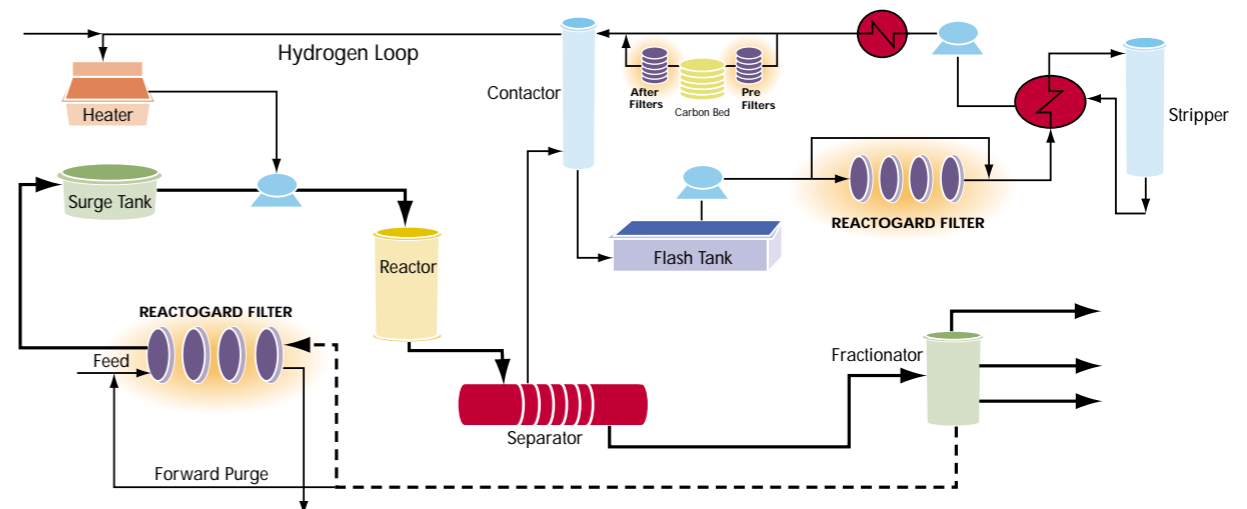 Hydrogen Loop
Heater
Contactor
After
Filters
Carbon Bed
Pre
Filters
Stripper
Surge Tank
REACTOGARD FILTER
Flash Tank
Reactor
REACTOGARD FILTER
Feed
Fractionator
Separator
Forward Purge